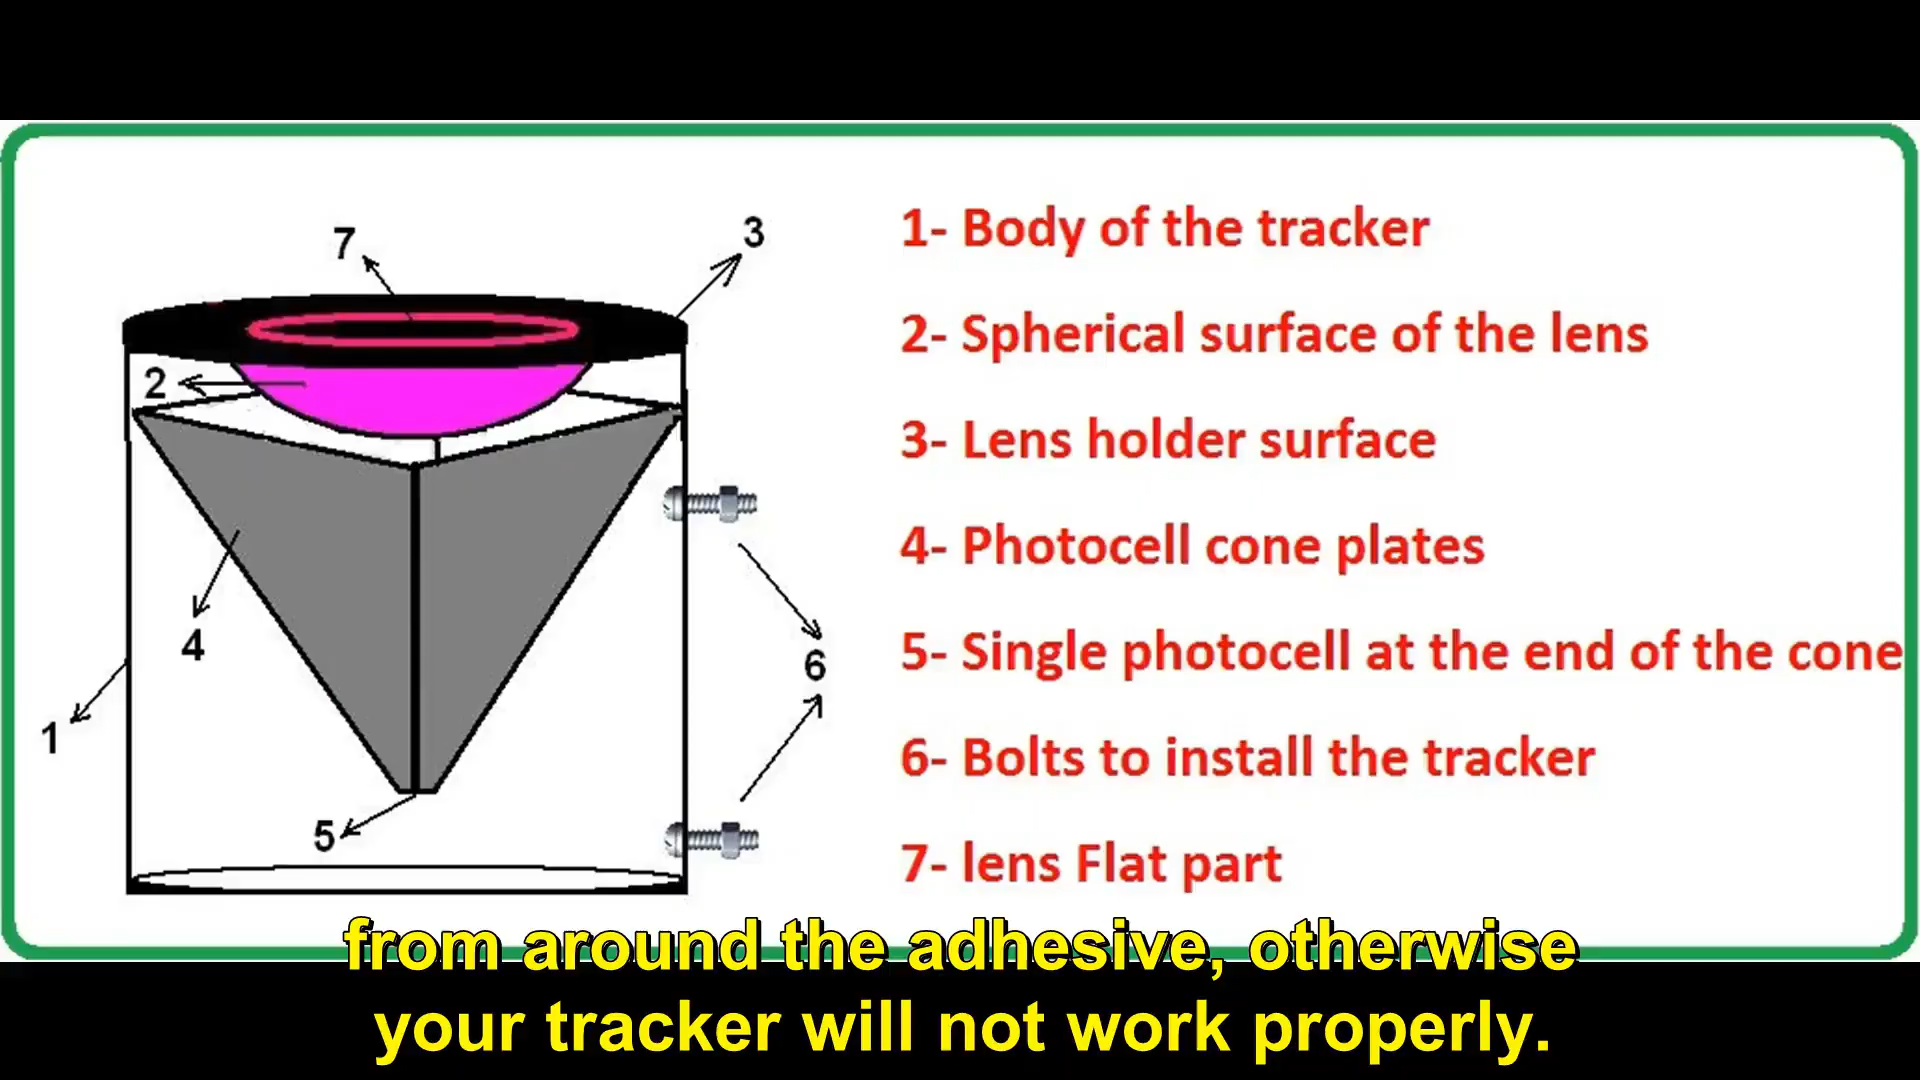 7
3
2
4
1
5
6
1- Body of the tracker
2- Spherical surface of the lens
3- Lens holder surface
4- Photocell cone plates
5- Single photocell at the end of the cone
6- Bolts to install the tracker
7- lens Flat part
from around the adhesive, otherwise
your tracker will not work properly.